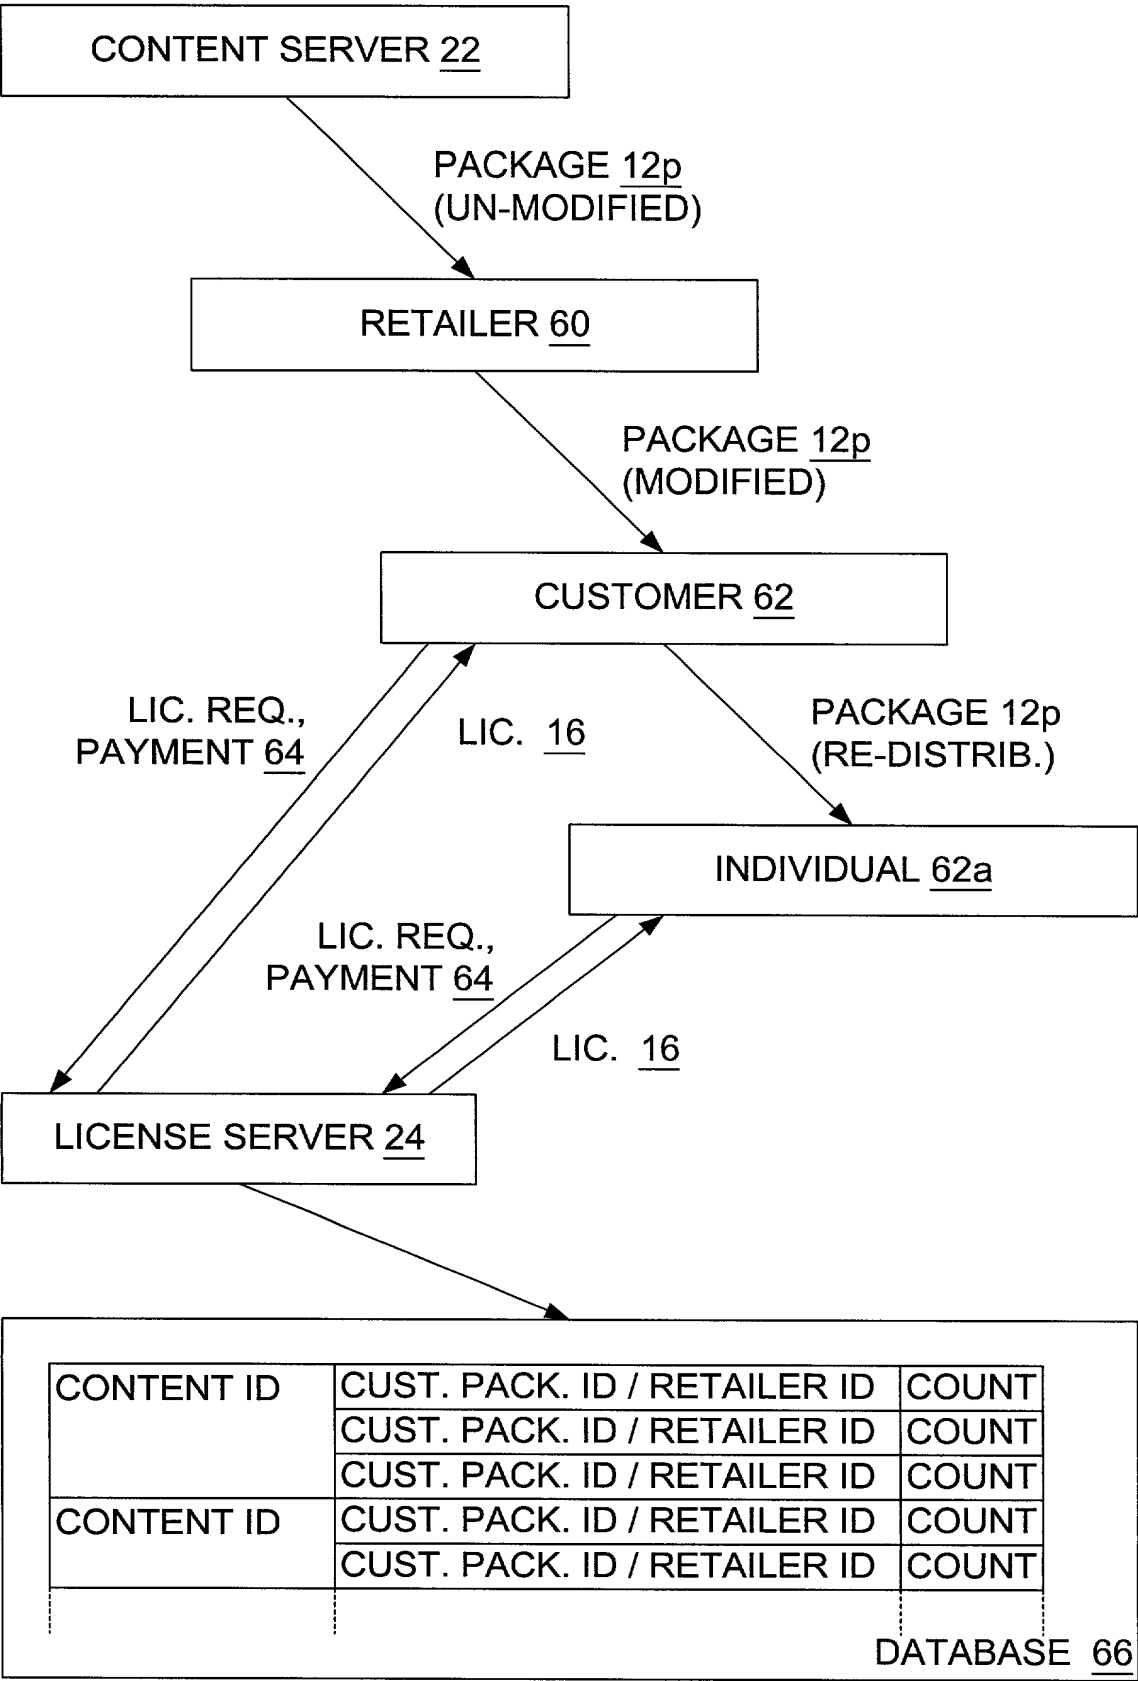 CONTENT SERVER 22
PACKAGE 12p
(UN-MODIFIED)
RETAILER 60
PACKAGE 12p
(MODIFIED)
CUSTOMER 62
LIC. REQ.,
PAYMENT 64
LIC. 16
PACKAGE 12p
(RE-DISTRIB.)
INDIVIDUAL 62a
LIC. REQ.,
PAYMENT 64
LIC. 16
LICENSE SERVER 24
CONTENT ID CUST. PACK. ID / RETAILER ID COUNT
CUST. PACK. ID / RETAILER ID COUNT
CUST. PACK. ID / RETAILER ID COUNT
CONTENT ID CUST. PACK. ID / RETAILER ID COUNT
CUST. PACK. ID / RETAILER ID COUNT
DATABASE 66